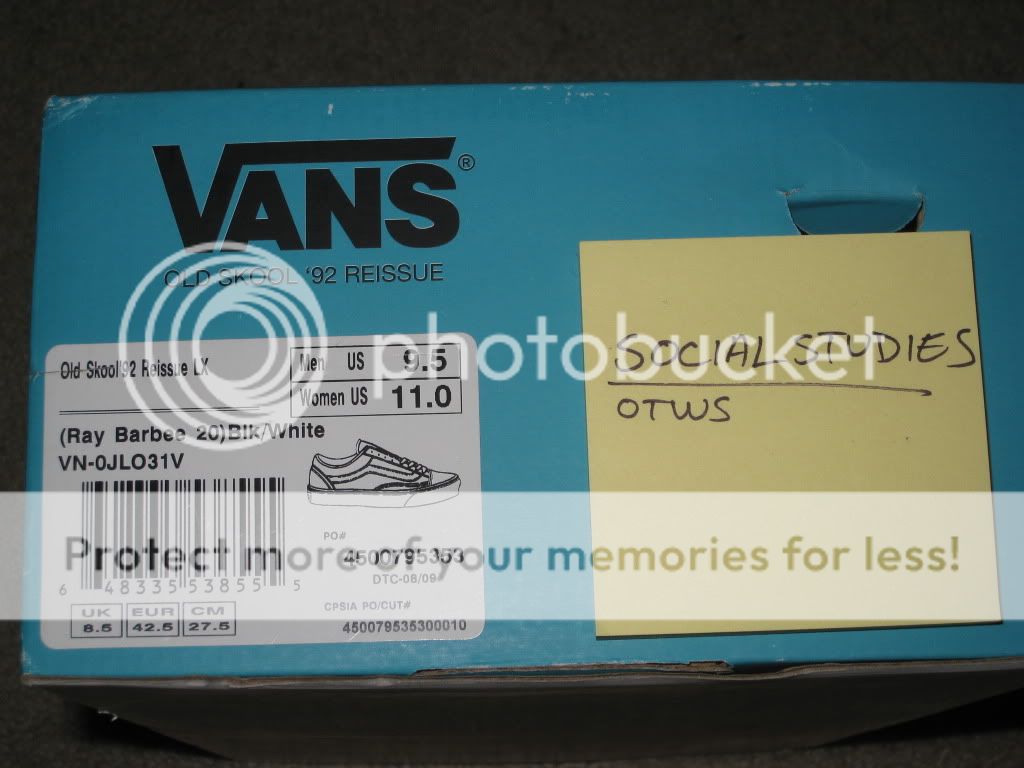 VANS®
OLD SKOOL '92 REISSUE
Old Skool'92 Reissue LX
Men US 9.5
Women US 11.0
(Ray Barbee 20)Blk/White
VN-0JLO31V
PO#
4500795353
DTC-08/09
6 48335 53855 5
CPSIA PO/CUT#
450079535300010
UK EUR CM
8.5 42.5 27.5
SOCIAL STUDIES
OTWS
photobucket
Protect more of your memories for less!